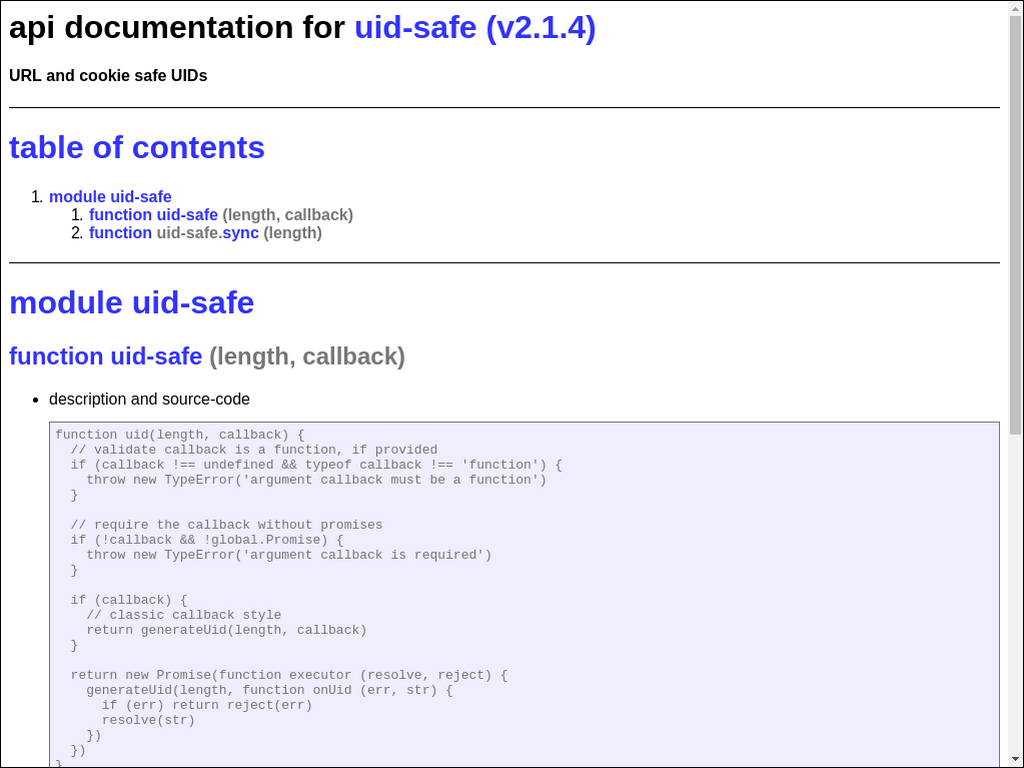 api documentation for uid-safe (v2.1.4)
URL and cookie safe UIDs
table of contents
1. module uid-safe
1. function uid-safe (length, callback)
2. function uid-safe.sync (length)
module uid-safe
function uid-safe (length, callback)
• description and source-code
function uid(length, callback) {
  // validate callback is a function, if provided
  if (callback !== undefined && typeof callback !== 'function') {
    throw new TypeError('argument callback must be a function')
  }

  // require the callback without promises
  if (!callback && !global.Promise) {
    throw new TypeError('argument callback is required')
  }

  if (callback) {
    // classic callback style
    return generateUid(length, callback)
  }

  return new Promise(function executor (resolve, reject) {
    generateUid(length, function onUid (err, str) {
      if (err) return reject(err)
      resolve(str)
    })
  })
}